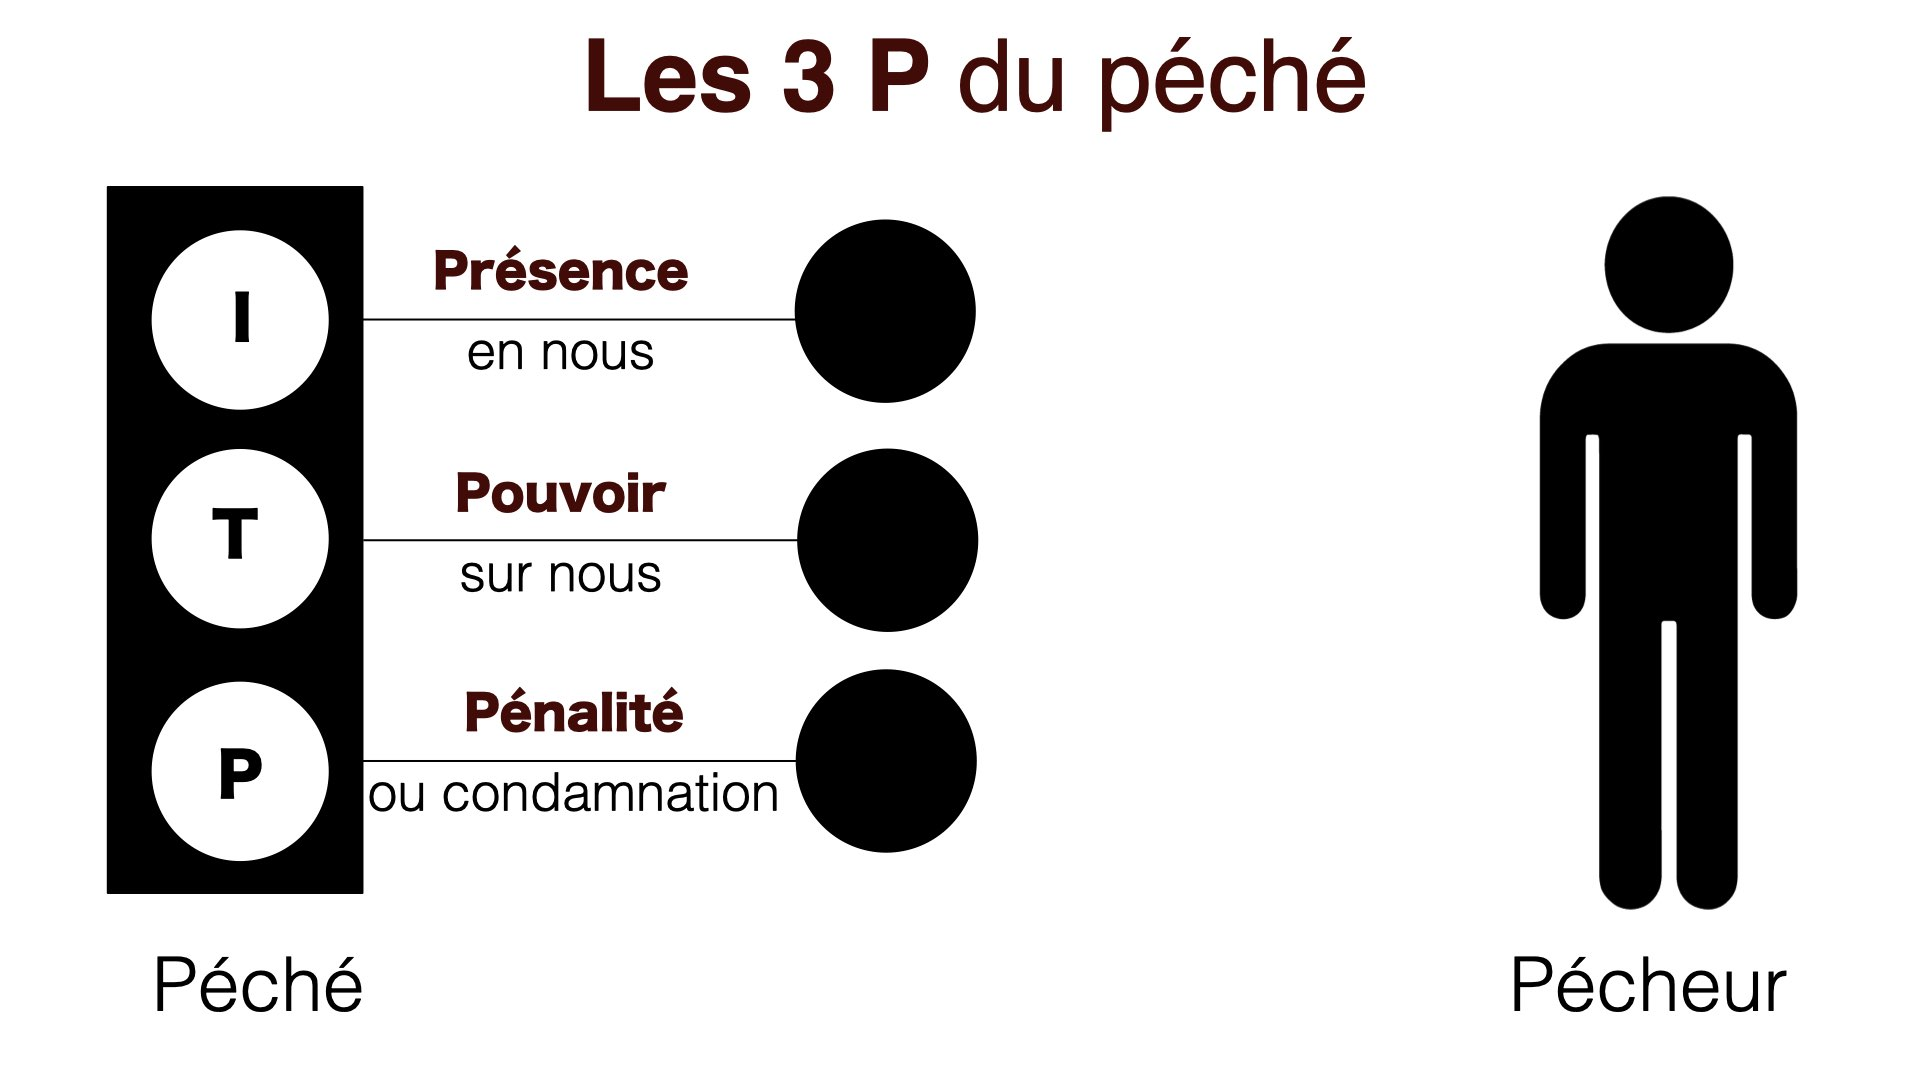 Les 3 P du péché
I
Présence
en nous
T
Pouvoir
sur nous
P
Pénalité
ou condamnation
Péché
Pécheur